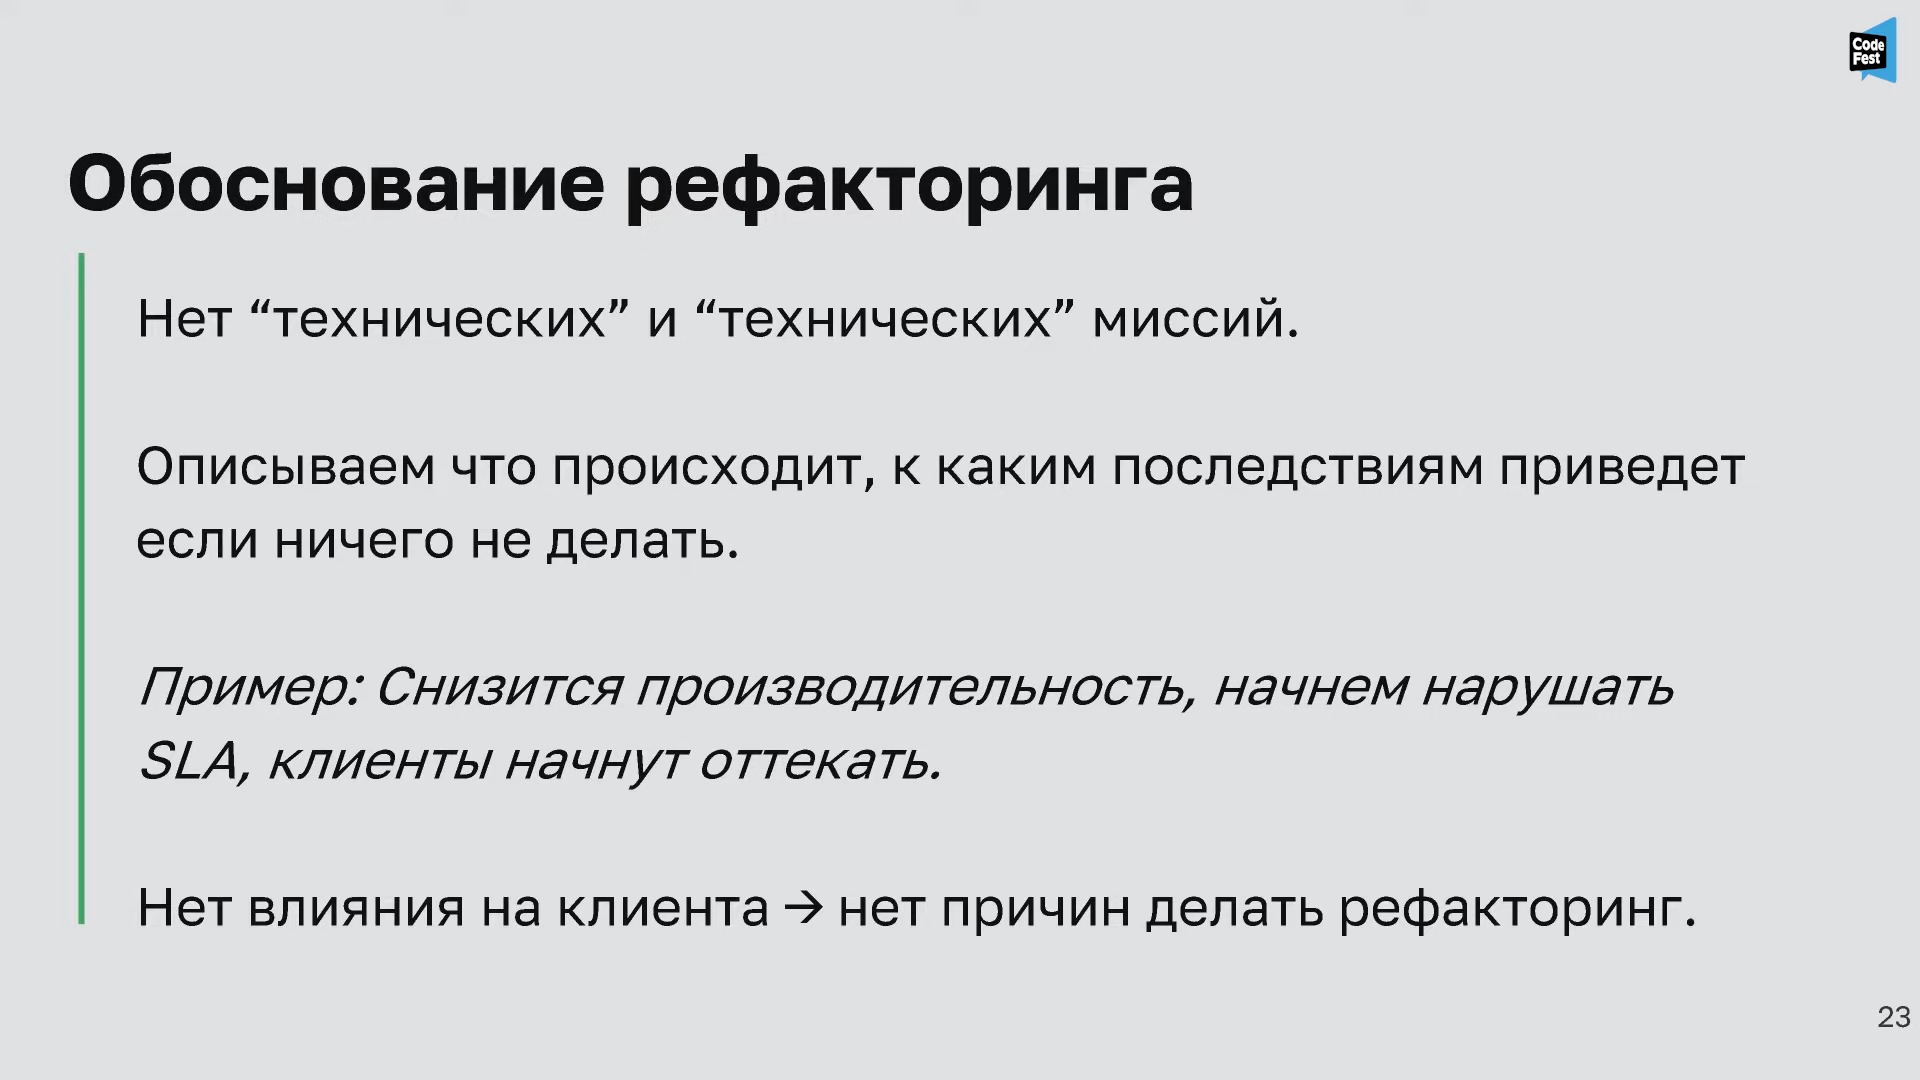 Code
Fest
Обоснование рефакторинга
Нет “технических” и “технических” миссий.
Описываем что происходит, к каким последствиям приведет
если ничего не делать.
Пример: Снизится производительность, начнем нарушать
SLA, клиенты начнут оттекать.
Нет влияния на клиента → нет причин делать рефакторинг.
23